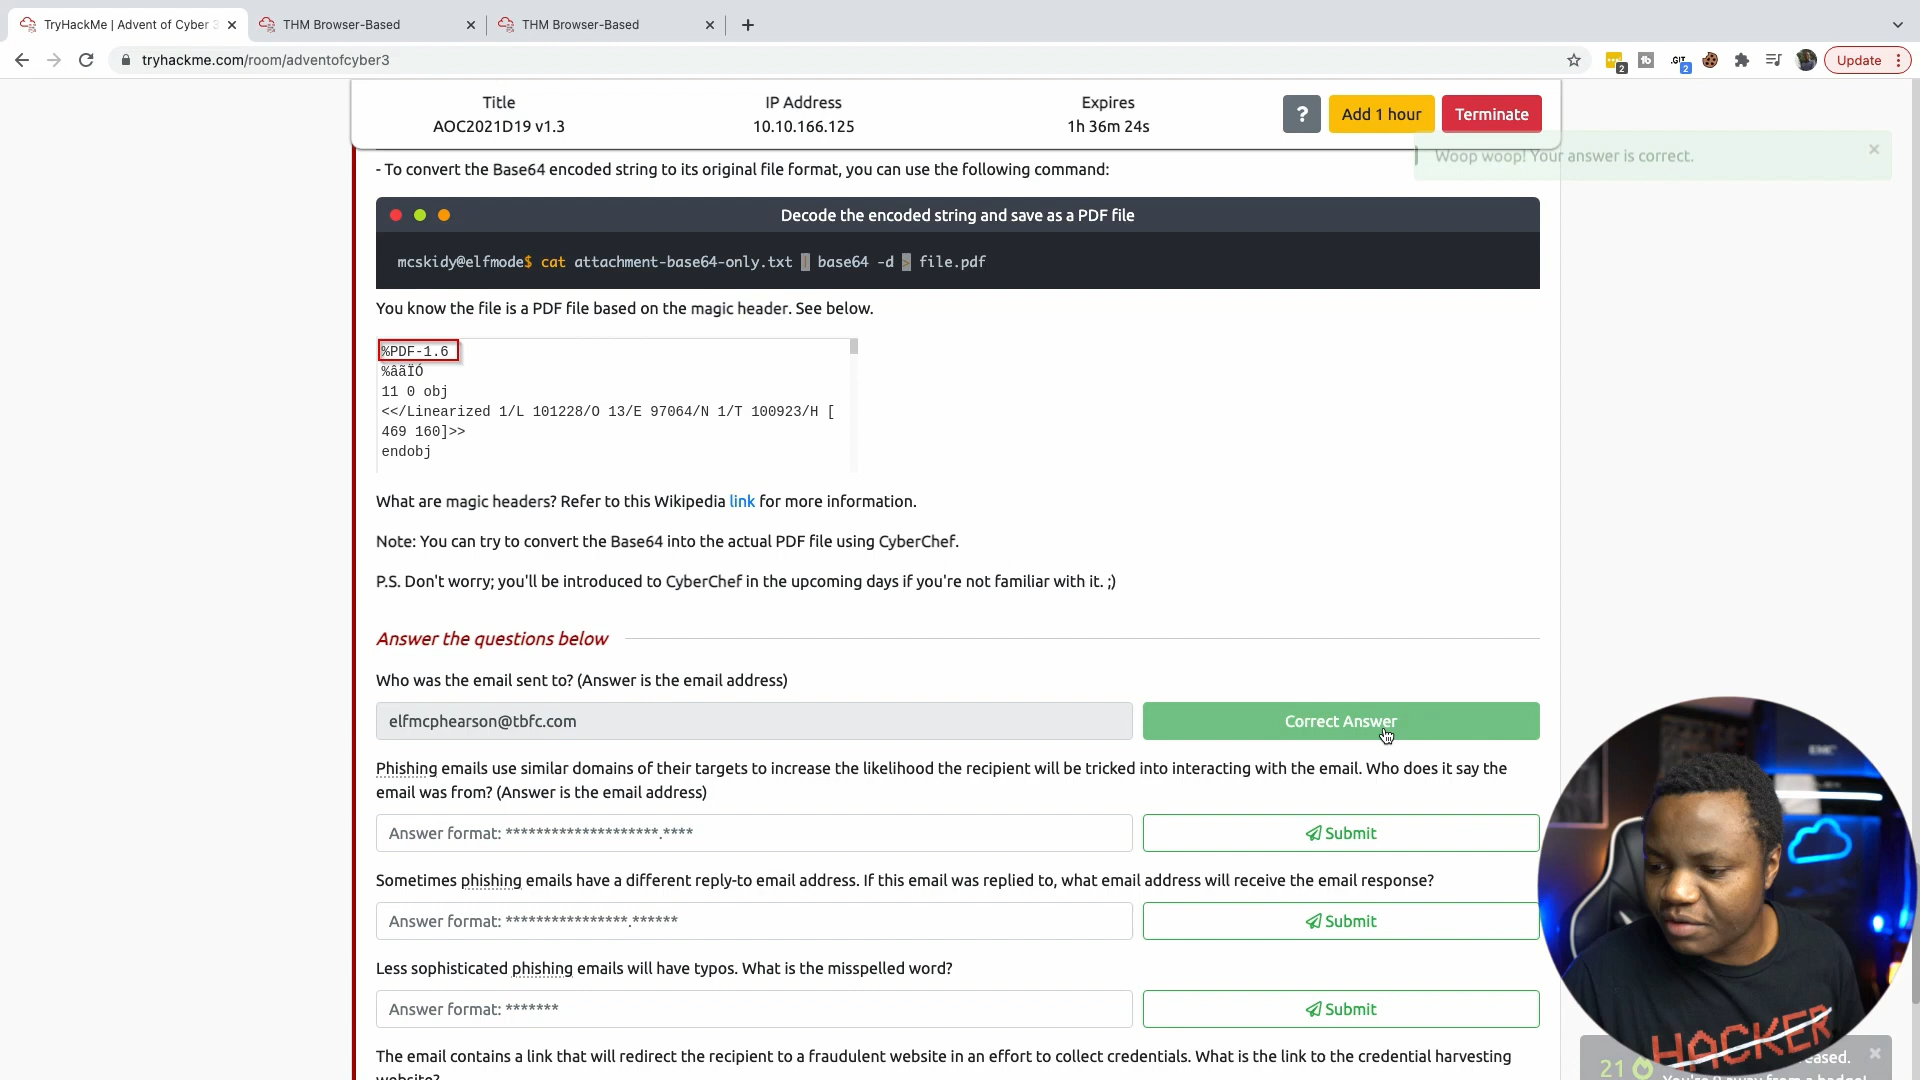 TryHackMe | Advent of Cyber 3
THM Browser-Based
THM Browser-Based
tryhackme.com/room/adventofcyber3
2
2
Update
Title
IP Address
Expires
AOC2021D19 v1.3
10.10.166.125
1h 36m 24s
?
Add 1 hour
Terminate
Woop woop! Your answer is correct.
- To convert the Base64 encoded string to its original file format, you can use the following command:
Decode the encoded string and save as a PDF file
mcskidy@elfmode$ cat attachment-base64-only.txt | base64 -d > file.pdf
You know the file is a PDF file based on the magic header. See below.
%PDF-1.6
%âãÏÓ
11 0 obj
<</Linearized 1/L 101228/O 13/E 97064/N 1/T 100923/H [
469 160]>>
endobj
What are magic headers? Refer to this Wikipedia link for more information.
Note: You can try to convert the Base64 into the actual PDF file using CyberChef.
P.S. Don't worry; you'll be introduced to CyberChef in the upcoming days if you're not familiar with it. ;)
Answer the questions below
Who was the email sent to? (Answer is the email address)
elfmcphearson@tbfc.com
Correct Answer
Phishing emails use similar domains of their targets to increase the likelihood the recipient will be tricked into interacting with the email. Who does it say the
email was from? (Answer is the email address)
Answer format: ********************.****
Submit
Sometimes phishing emails have a different reply-to email address. If this email was replied to, what email address will receive the email response?
Answer format: ****************.******
Submit
Less sophisticated phishing emails will have typos. What is the misspelled word?
Answer format: *******
Submit
The email contains a link that will redirect the recipient to a fraudulent website in an effort to collect credentials. What is the link to the credential harvesting
website?
HACKER
21